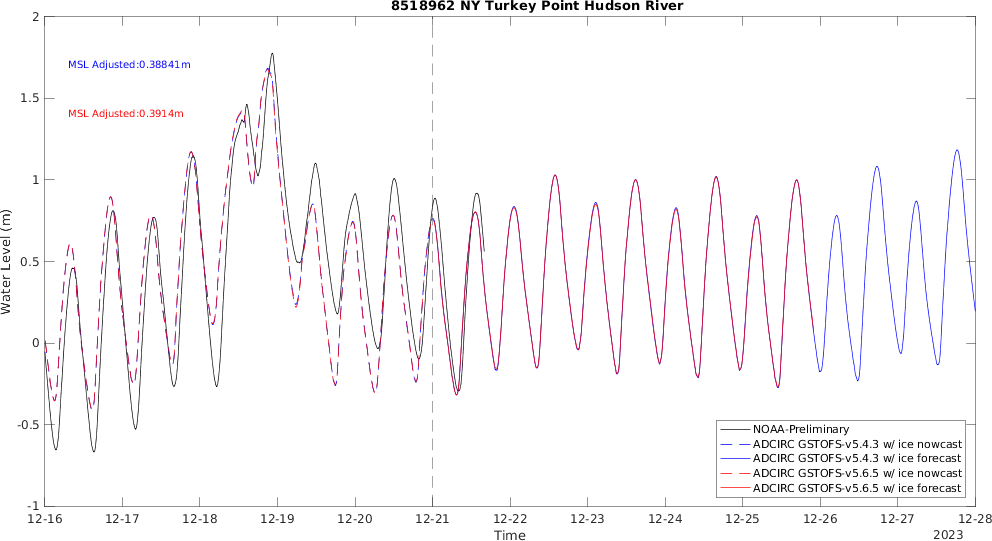 8518962 NY Turkey Point Hudson River
MSL Adjusted:0.38841m
MSL Adjusted:0.3914m
Water Level (m)
2
1.5
1
0.5
0
-0.5
-1
NOAA-Preliminary
ADCIRC GSTOFS-v5.4.3 w/ ice nowcast
ADCIRC GSTOFS-v5.4.3 w/ ice forecast
ADCIRC GSTOFS-v5.6.5 w/ ice nowcast
ADCIRC GSTOFS-v5.6.5 w/ ice forecast
12-16 12-17 12-18 12-19 12-20 12-21 12-22 12-23 12-24 12-25 12-26 12-27 12-28
Time
2023